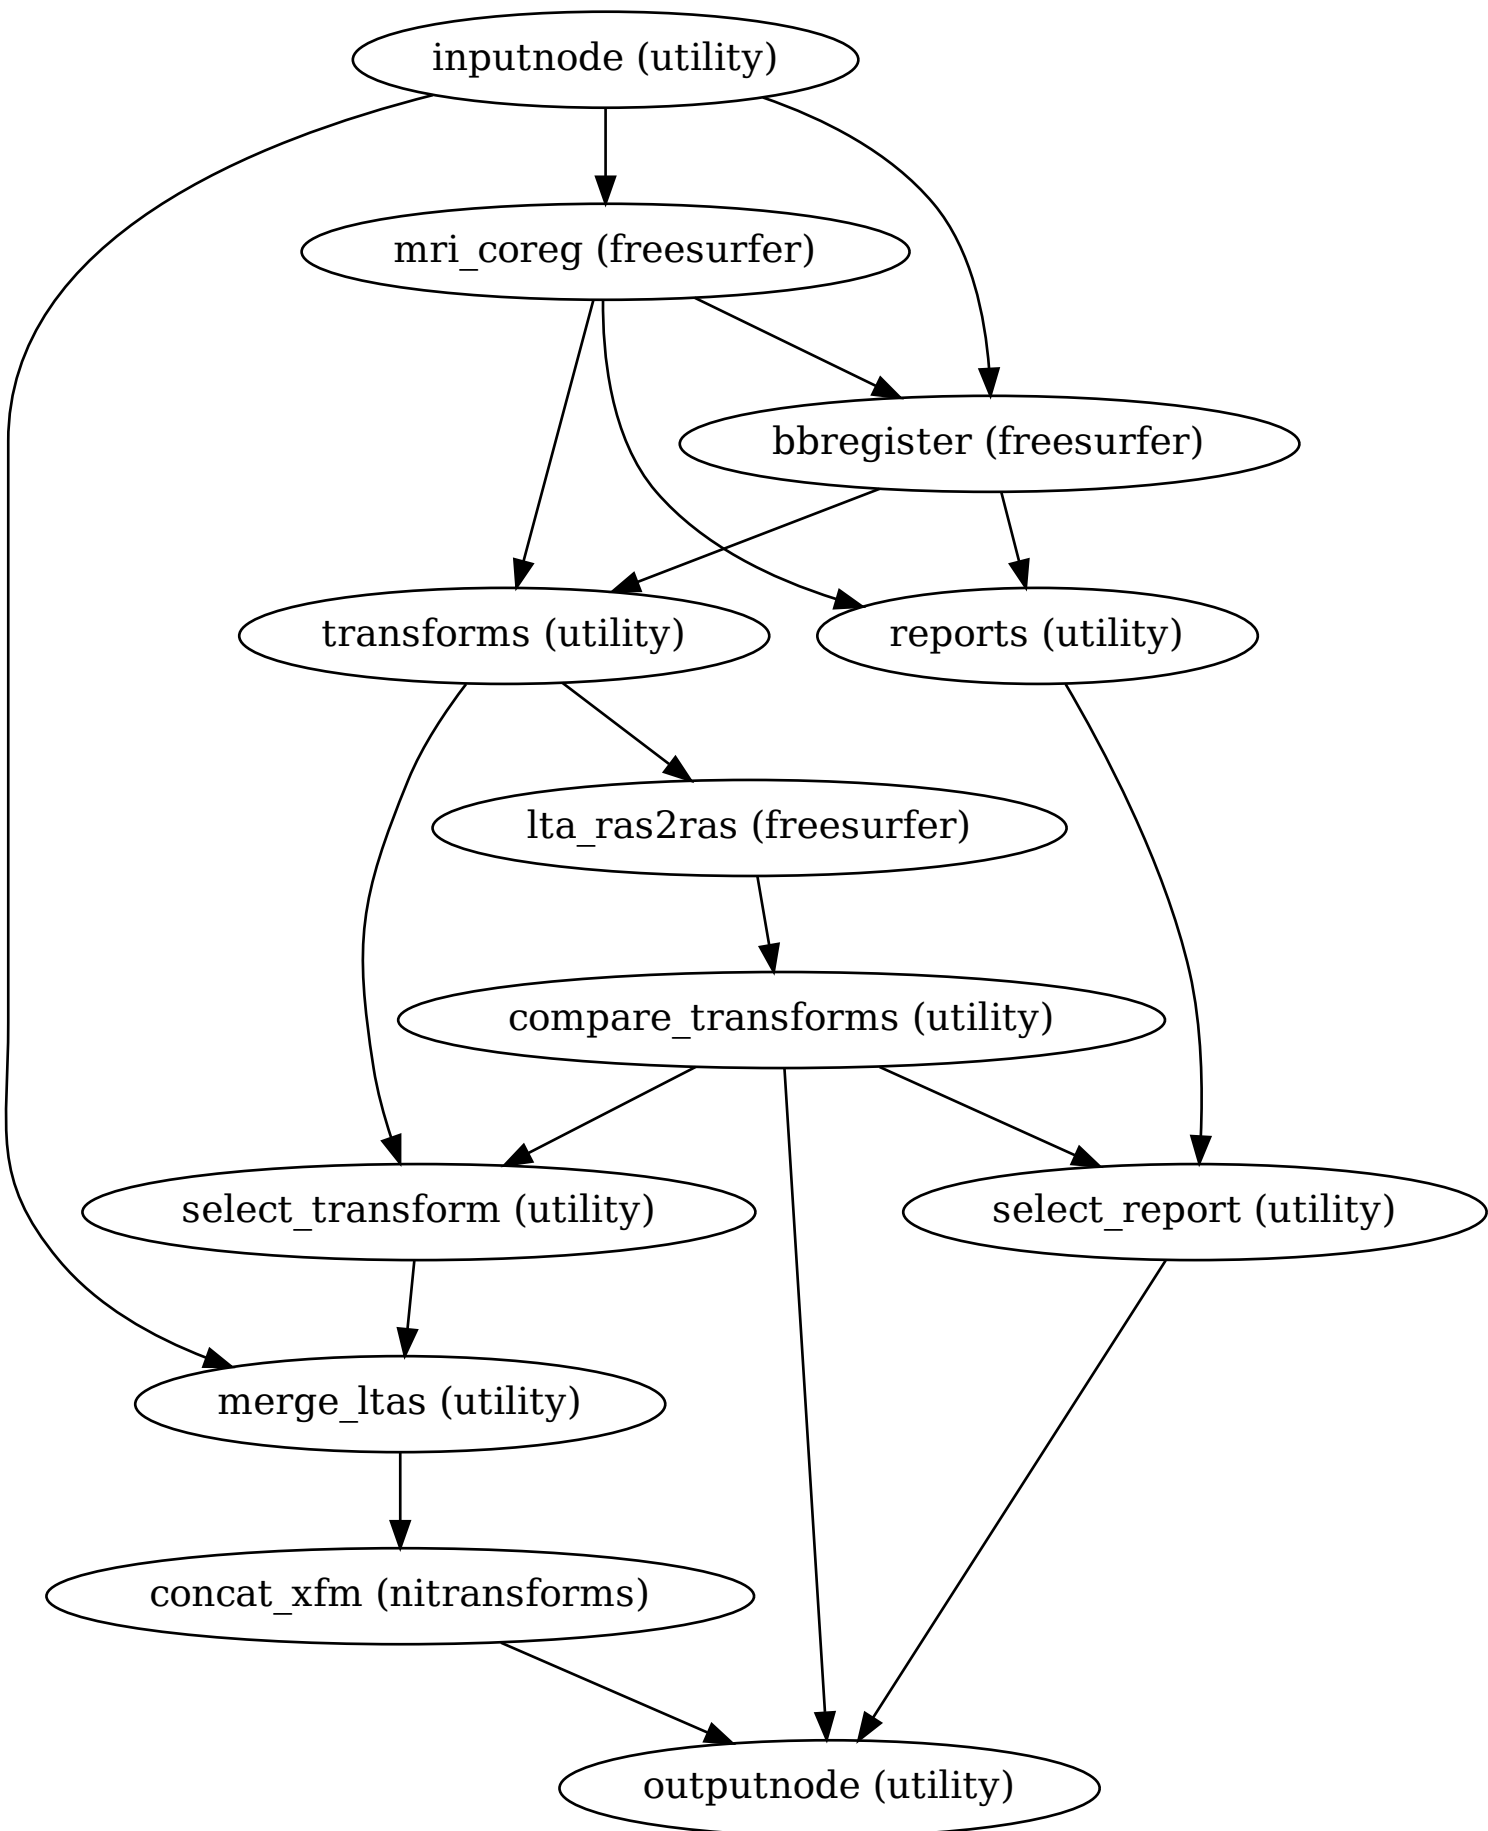 inputnode (utility)
mri_coreg (freesurfer)
bbregister (freesurfer)
transforms (utility)
reports (utility)
lta_ras2ras (freesurfer)
compare_transforms (utility)
select_transform (utility)
select_report (utility)
merge_ltas (utility)
concat_xfm (nitransforms)
outputnode (utility)